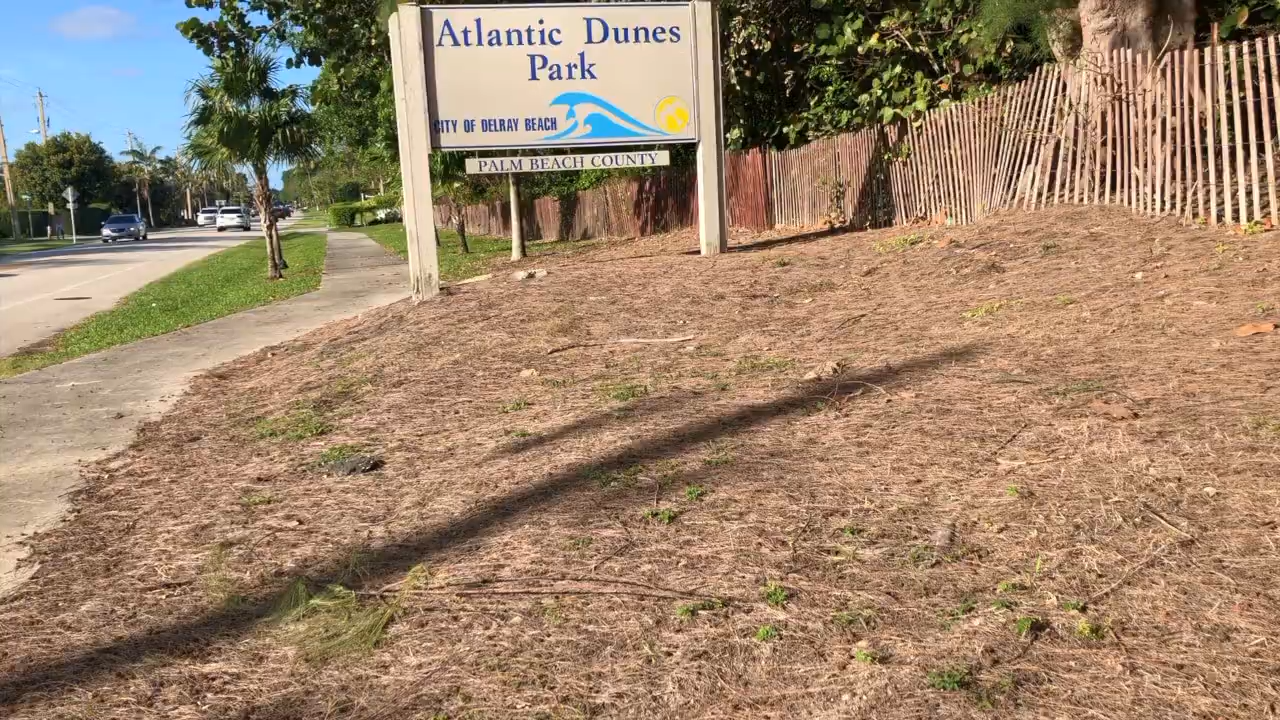 Atlantic Dunes
Park
CITY OF DELRAY BEACH
PALM BEACH COUNTY